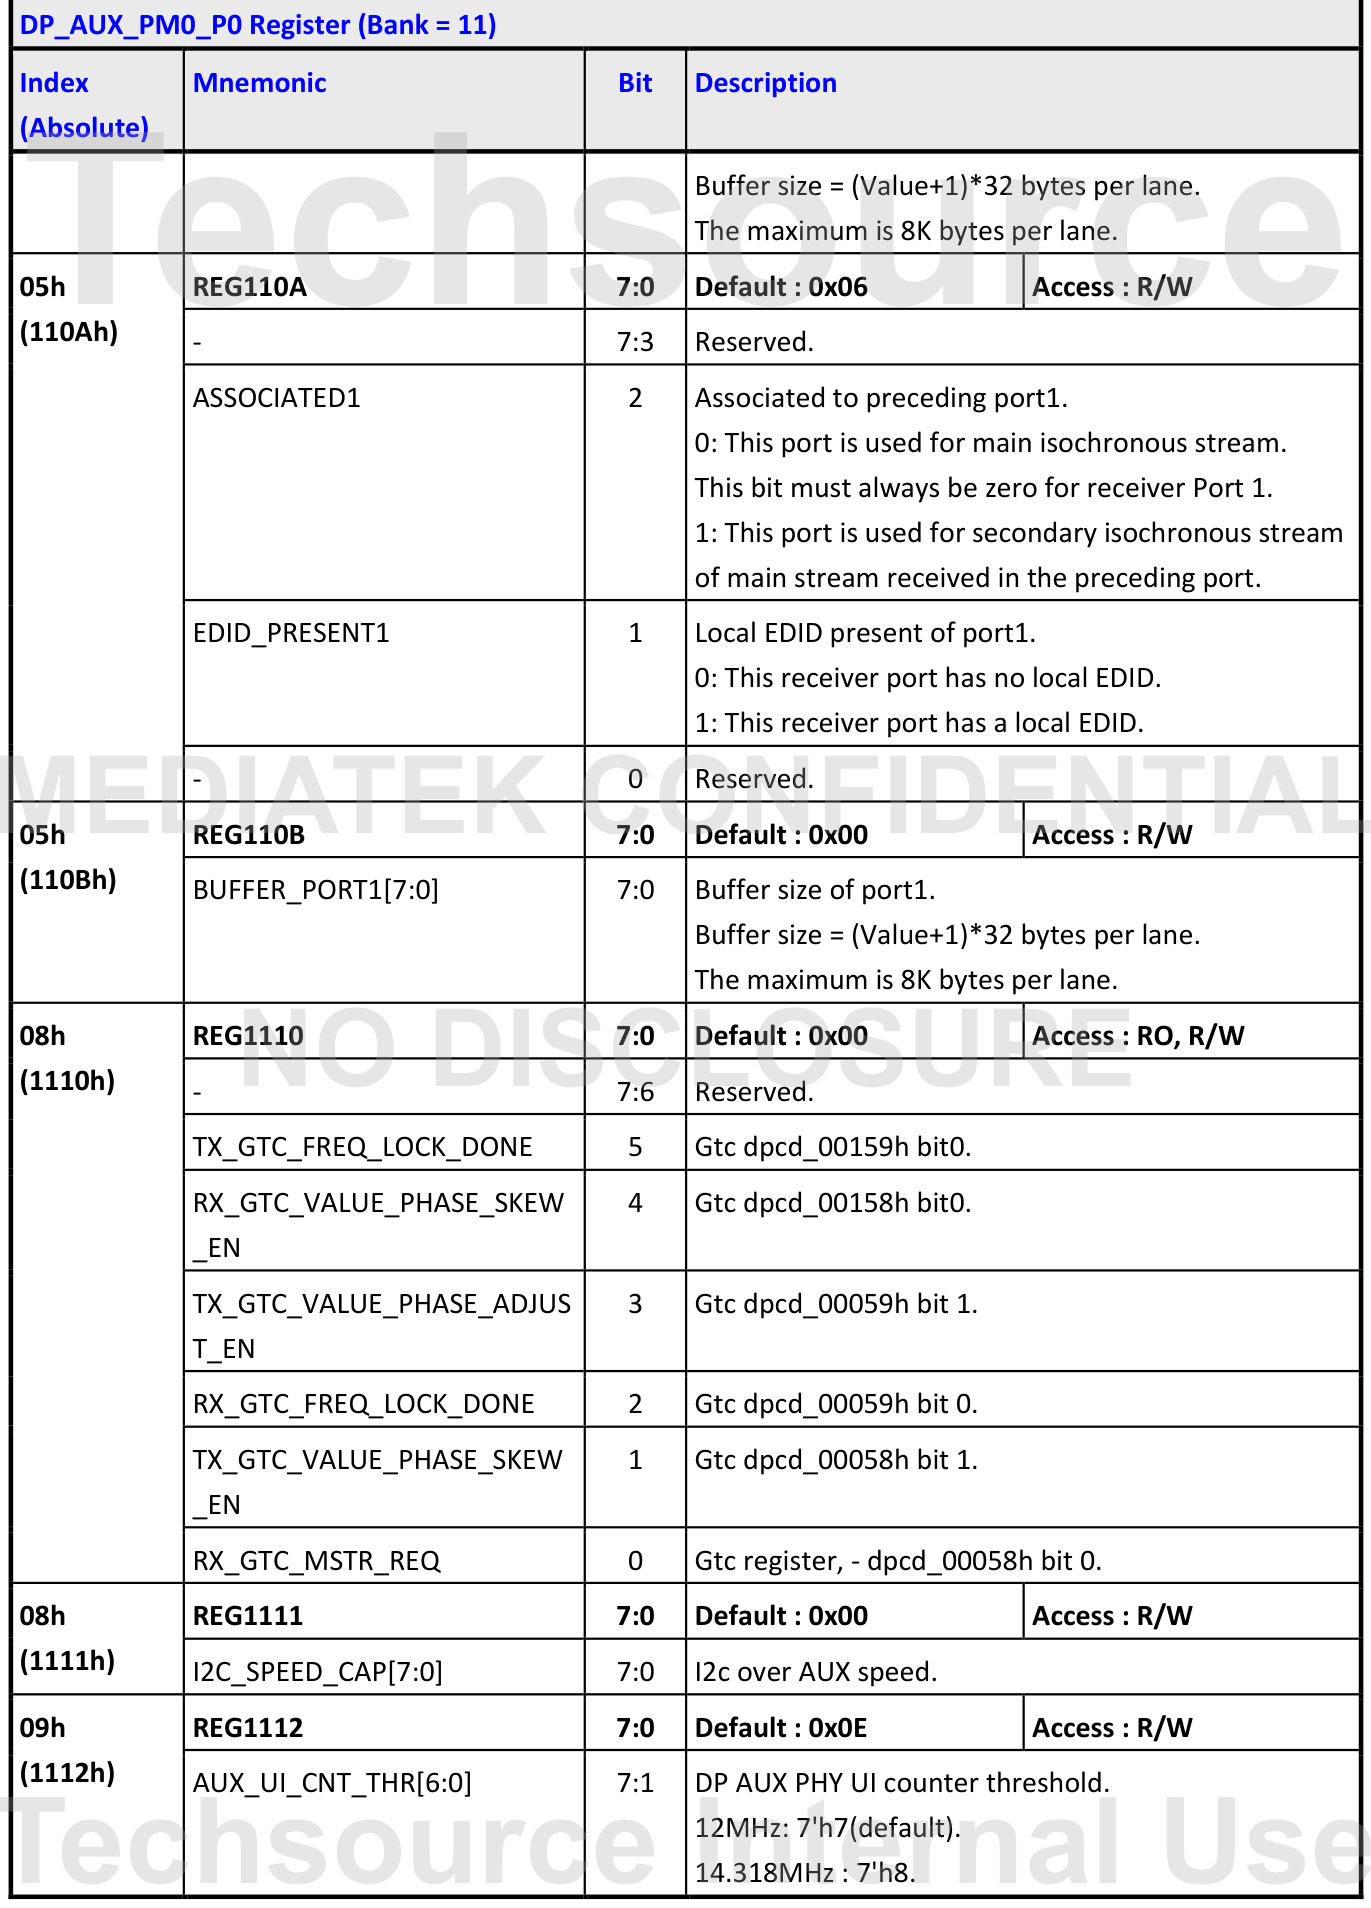 DP_AUX_PM0_P0 Register (Bank = 11)
Index (Absolute) Mnemonic Bit Description
Buffer size = (Value+1)*32 bytes per lane.
The maximum is 8K bytes per lane.
05h (110Ah) REG110A 7:0 Default : 0x06 Access : R/W
- 7:3 Reserved.
ASSOCIATED1 2 Associated to preceding port1.
0: This port is used for main isochronous stream.
This bit must always be zero for receiver Port 1.
1: This port is used for secondary isochronous stream
of main stream received in the preceding port.
EDID_PRESENT1 1 Local EDID present of port1.
0: This receiver port has no local EDID.
1: This receiver port has a local EDID.
- 0 Reserved.
05h (110Bh) REG110B 7:0 Default : 0x00 Access : R/W
BUFFER_PORT1[7:0] 7:0 Buffer size of port1.
Buffer size = (Value+1)*32 bytes per lane.
The maximum is 8K bytes per lane.
08h (1110h) REG1110 7:0 Default : 0x00 Access : RO, R/W
- 7:6 Reserved.
TX_GTC_FREQ_LOCK_DONE 5 Gtc dpcd_00159h bit0.
RX_GTC_VALUE_PHASE_SKEW
_EN 4 Gtc dpcd_00158h bit0.
TX_GTC_VALUE_PHASE_ADJUS
T_EN 3 Gtc dpcd_00059h bit 1.
RX_GTC_FREQ_LOCK_DONE 2 Gtc dpcd_00059h bit 0.
TX_GTC_VALUE_PHASE_SKEW
_EN 1 Gtc dpcd_00058h bit 1.
RX_GTC_MSTR_REQ 0 Gtc register, - dpcd_00058h bit 0.
08h (1111h) REG1111 7:0 Default : 0x00 Access : R/W
I2C_SPEED_CAP[7:0] 7:0 I2c over AUX speed.
09h (1112h) REG1112 7:0 Default : 0x0E Access : R/W
AUX_UI_CNT_THR[6:0] 7:1 DP AUX PHY UI counter threshold.
12MHz: 7'h7(default).
14.318MHz : 7'h8.
Techsource
MEDIATEK CONFIDENTIAL
NO DISCLOSURE
Techsource Internal Use